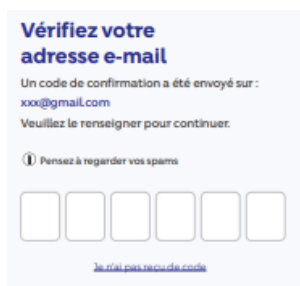 Vérifiez votre
adresse e-mail
Un code de confirmation a été envoyé sur :
xxx@gmail.com
Veuillez le renseigner pour continuer.
Pensez à regarder vos spams
Je n'ai pas reçu de code